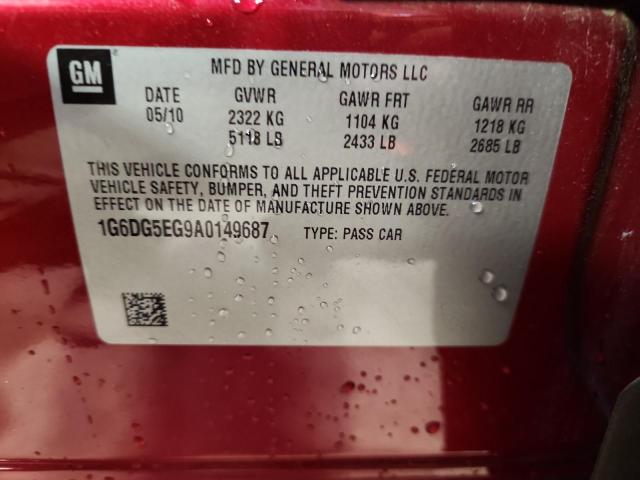 GM
MFD BY GENERAL MOTORS LLC
DATE GVWR GAWR FRT GAWR RR
05/10 2322 KG 1104 KG 1218 KG
5118 LB 2433 LB 2685 LB
THIS VEHICLE CONFORMS TO ALL APPLICABLE U.S. FEDERAL MOTOR
VEHICLE SAFETY, BUMPER, AND THEFT PREVENTION STANDARDS IN
EFFECT ON THE DATE OF MANUFACTURE SHOWN ABOVE.
1G6DG5EG9A0149687 TYPE: PASS CAR